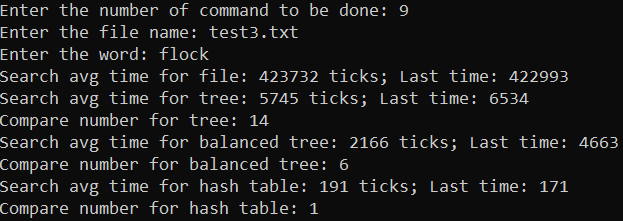 Enter the number of command to be done: 9
Enter the file name: test3.txt
Enter the word: flock
Search avg time for file: 423732 ticks; Last time: 422993
Search avg time for tree: 5745 ticks; Last time: 6534
Compare number for tree: 14
Search avg time for balanced tree: 2166 ticks; Last time: 4663
Compare number for balanced tree: 6
Search avg time for hash table: 191 ticks; Last time: 171
Compare number for hash table: 1